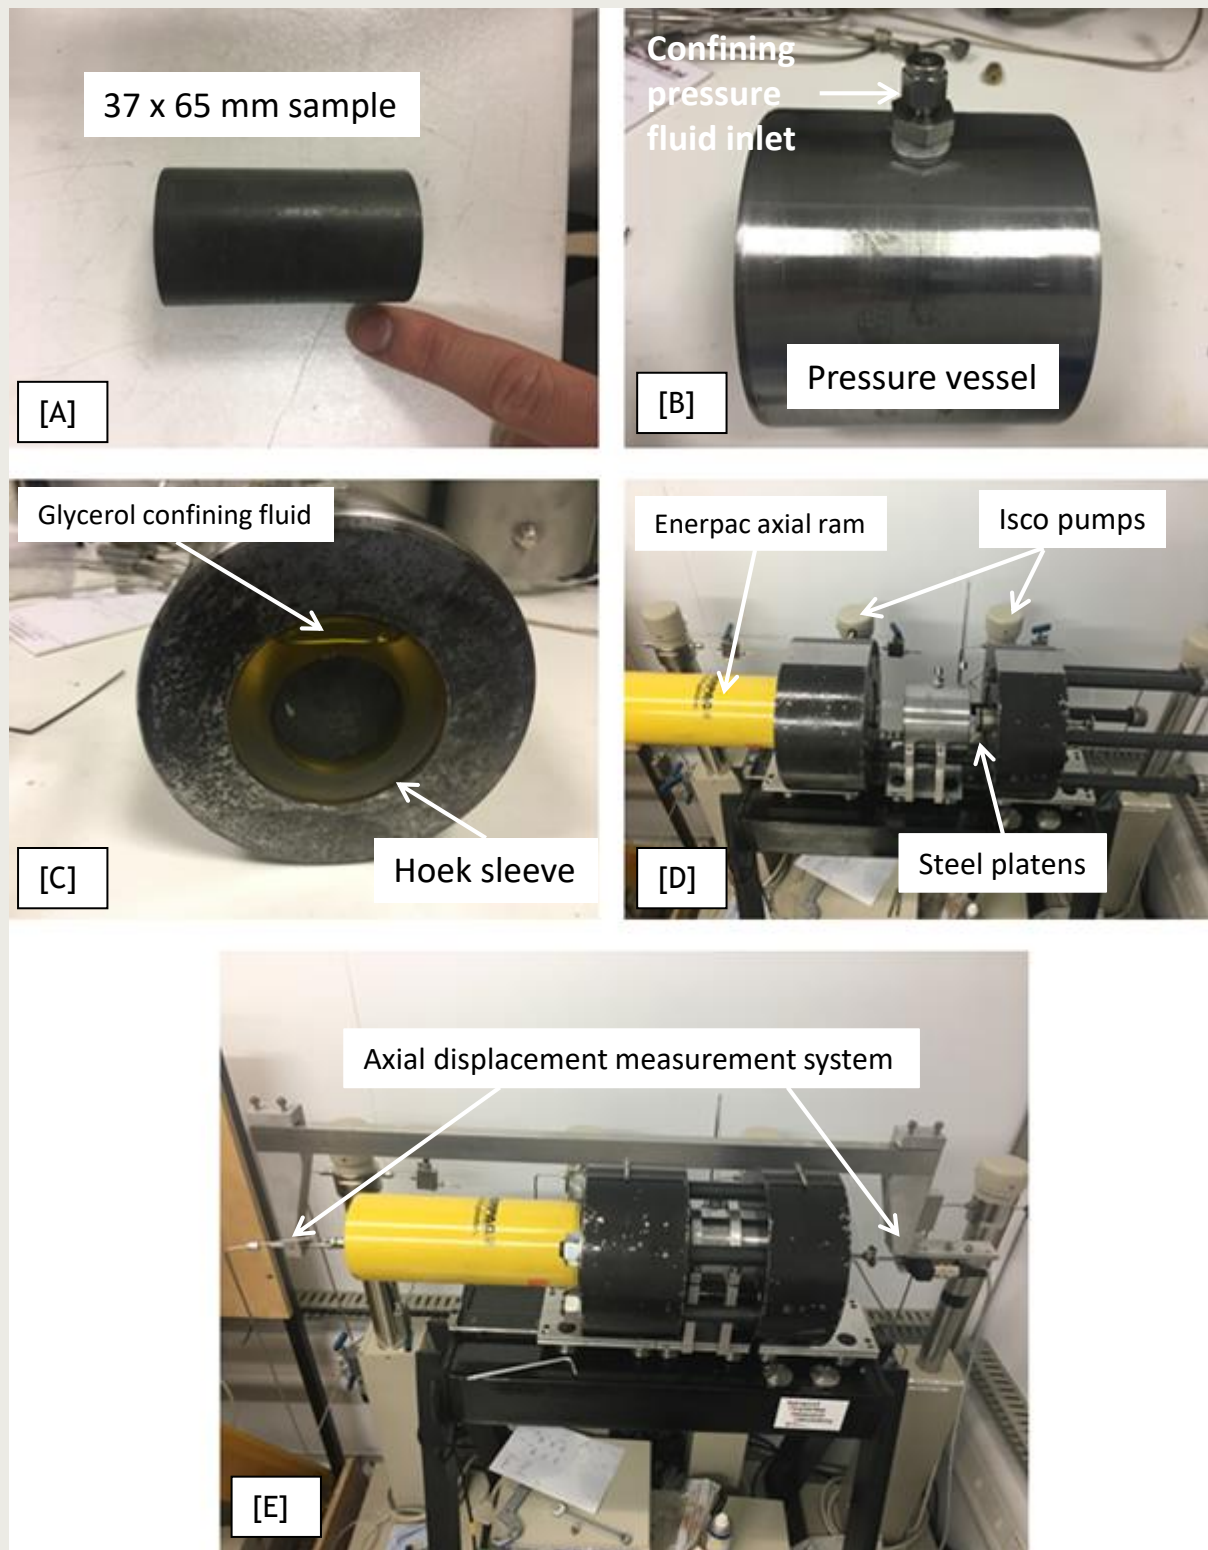 37 x 65 mm sample
[A]
Confining
pressure
fluid inlet
Pressure vessel
[B]
Glycerol confining fluid
Hoek sleeve
[C]
Enerpac axial ram
Isco pumps
Steel platens
[D]
Axial displacement measurement system
[E]